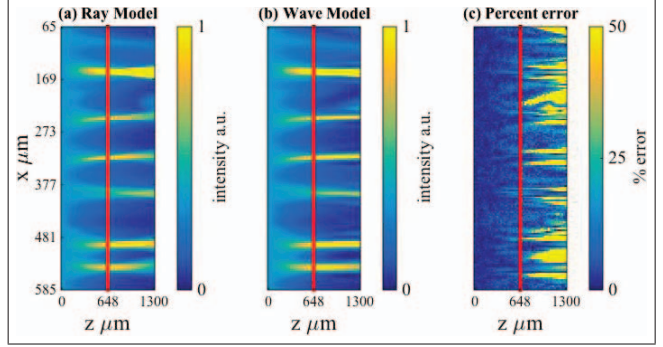 (a) Ray Model
(b) Wave Model
(c) Percent error
65
169
273
377
481
585
x μm
0 648 1300
z μm
1
0
intensity a.u.
0 648 1300
z μm
1
0
intensity a.u.
0 648 1300
z μm
50
25
0
% error